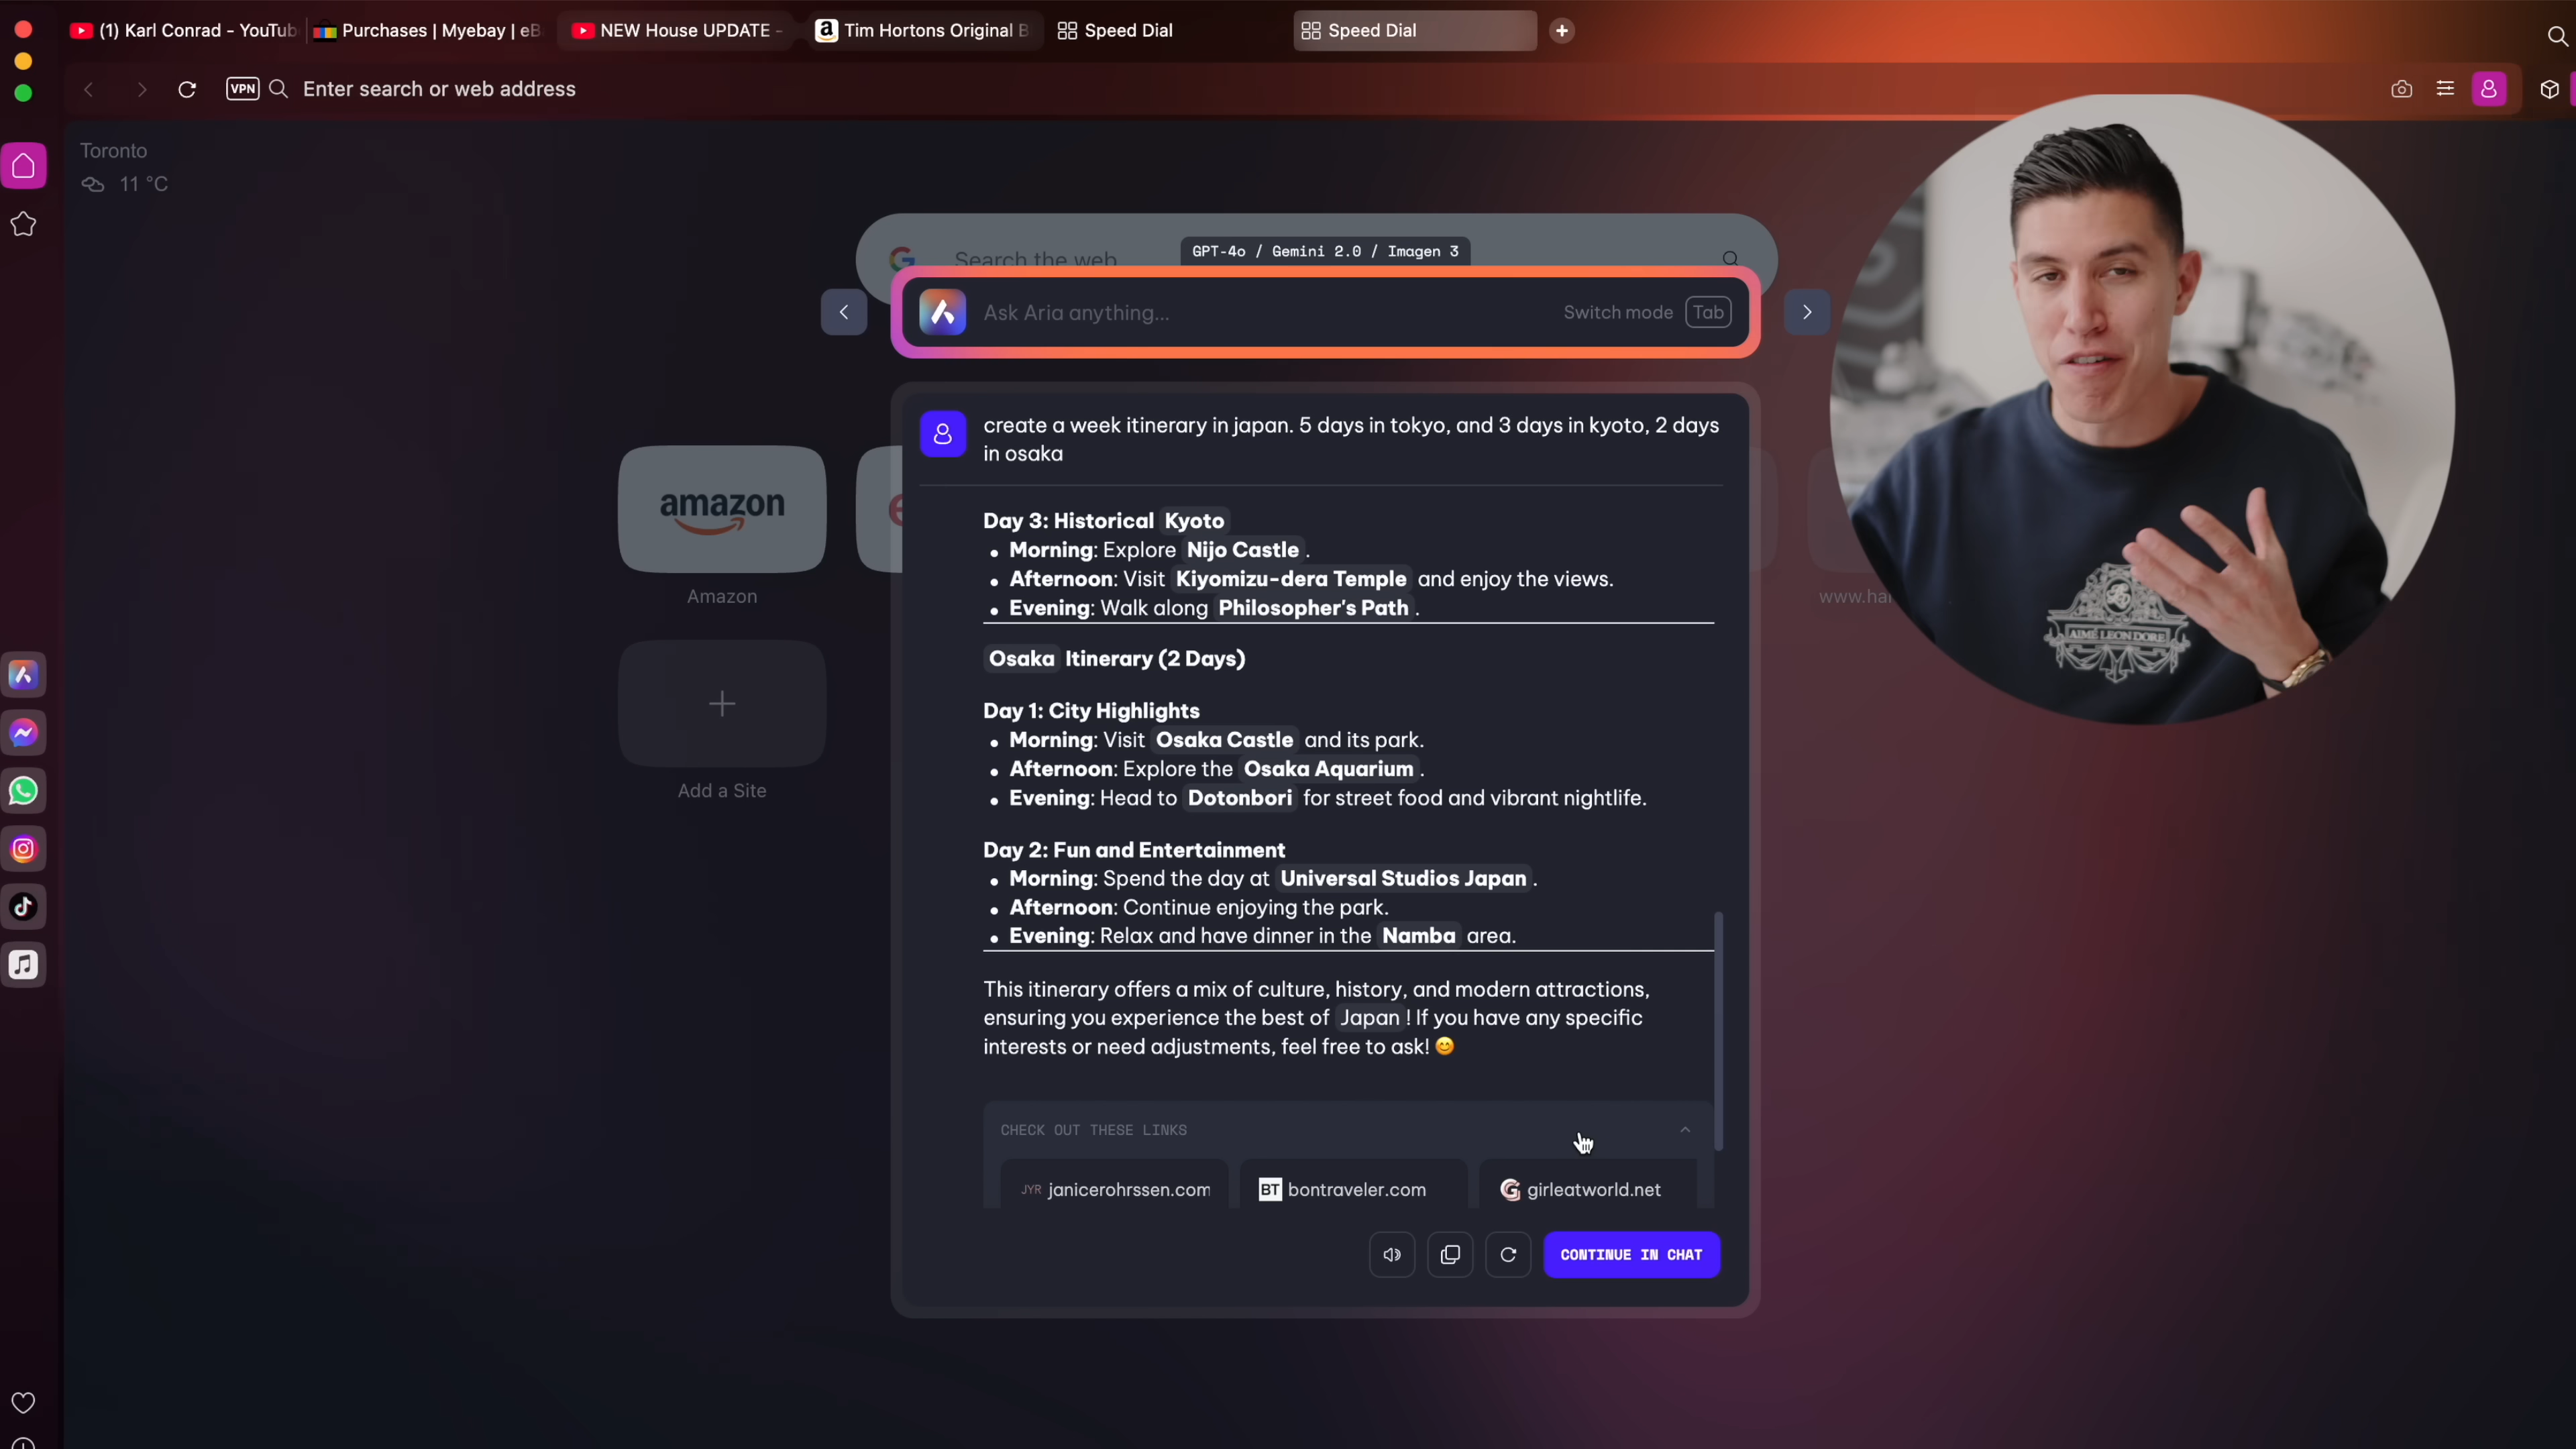 (1) Karl Conrad - YouTub
Purchases | Myebay | eB
NEW House UPDATE -
Tim Hortons Original B
Speed Dial
Speed Dial
VPN
Enter search or web address
Toronto
11 °C
Search the web
GPT-4o / Gemini 2.0 / Imagen 3
Ask Aria anything...
Switch mode Tab
create a week itinerary in japan. 5 days in tokyo, and 3 days in kyoto, 2 days
in osaka
amazon
Amazon
Add a Site
www.har
AIMÉ LEON DORE
Day 3: Historical Kyoto
• Morning: Explore Nijo Castle .
• Afternoon: Visit Kiyomizu-dera Temple and enjoy the views.
• Evening: Walk along Philosopher's Path .
Osaka Itinerary (2 Days)
Day 1: City Highlights
• Morning: Visit Osaka Castle and its park.
• Afternoon: Explore the Osaka Aquarium .
• Evening: Head to Dotonbori for street food and vibrant nightlife.
Day 2: Fun and Entertainment
• Morning: Spend the day at Universal Studios Japan .
• Afternoon: Continue enjoying the park.
• Evening: Relax and have dinner in the Namba area.
This itinerary offers a mix of culture, history, and modern attractions,
ensuring you experience the best of Japan ! If you have any specific
interests or need adjustments, feel free to ask! 😊
CHECK OUT THESE LINKS
JYR janicerohrssen.com
BT bontraveler.com
girleatworld.net
CONTINUE IN CHAT